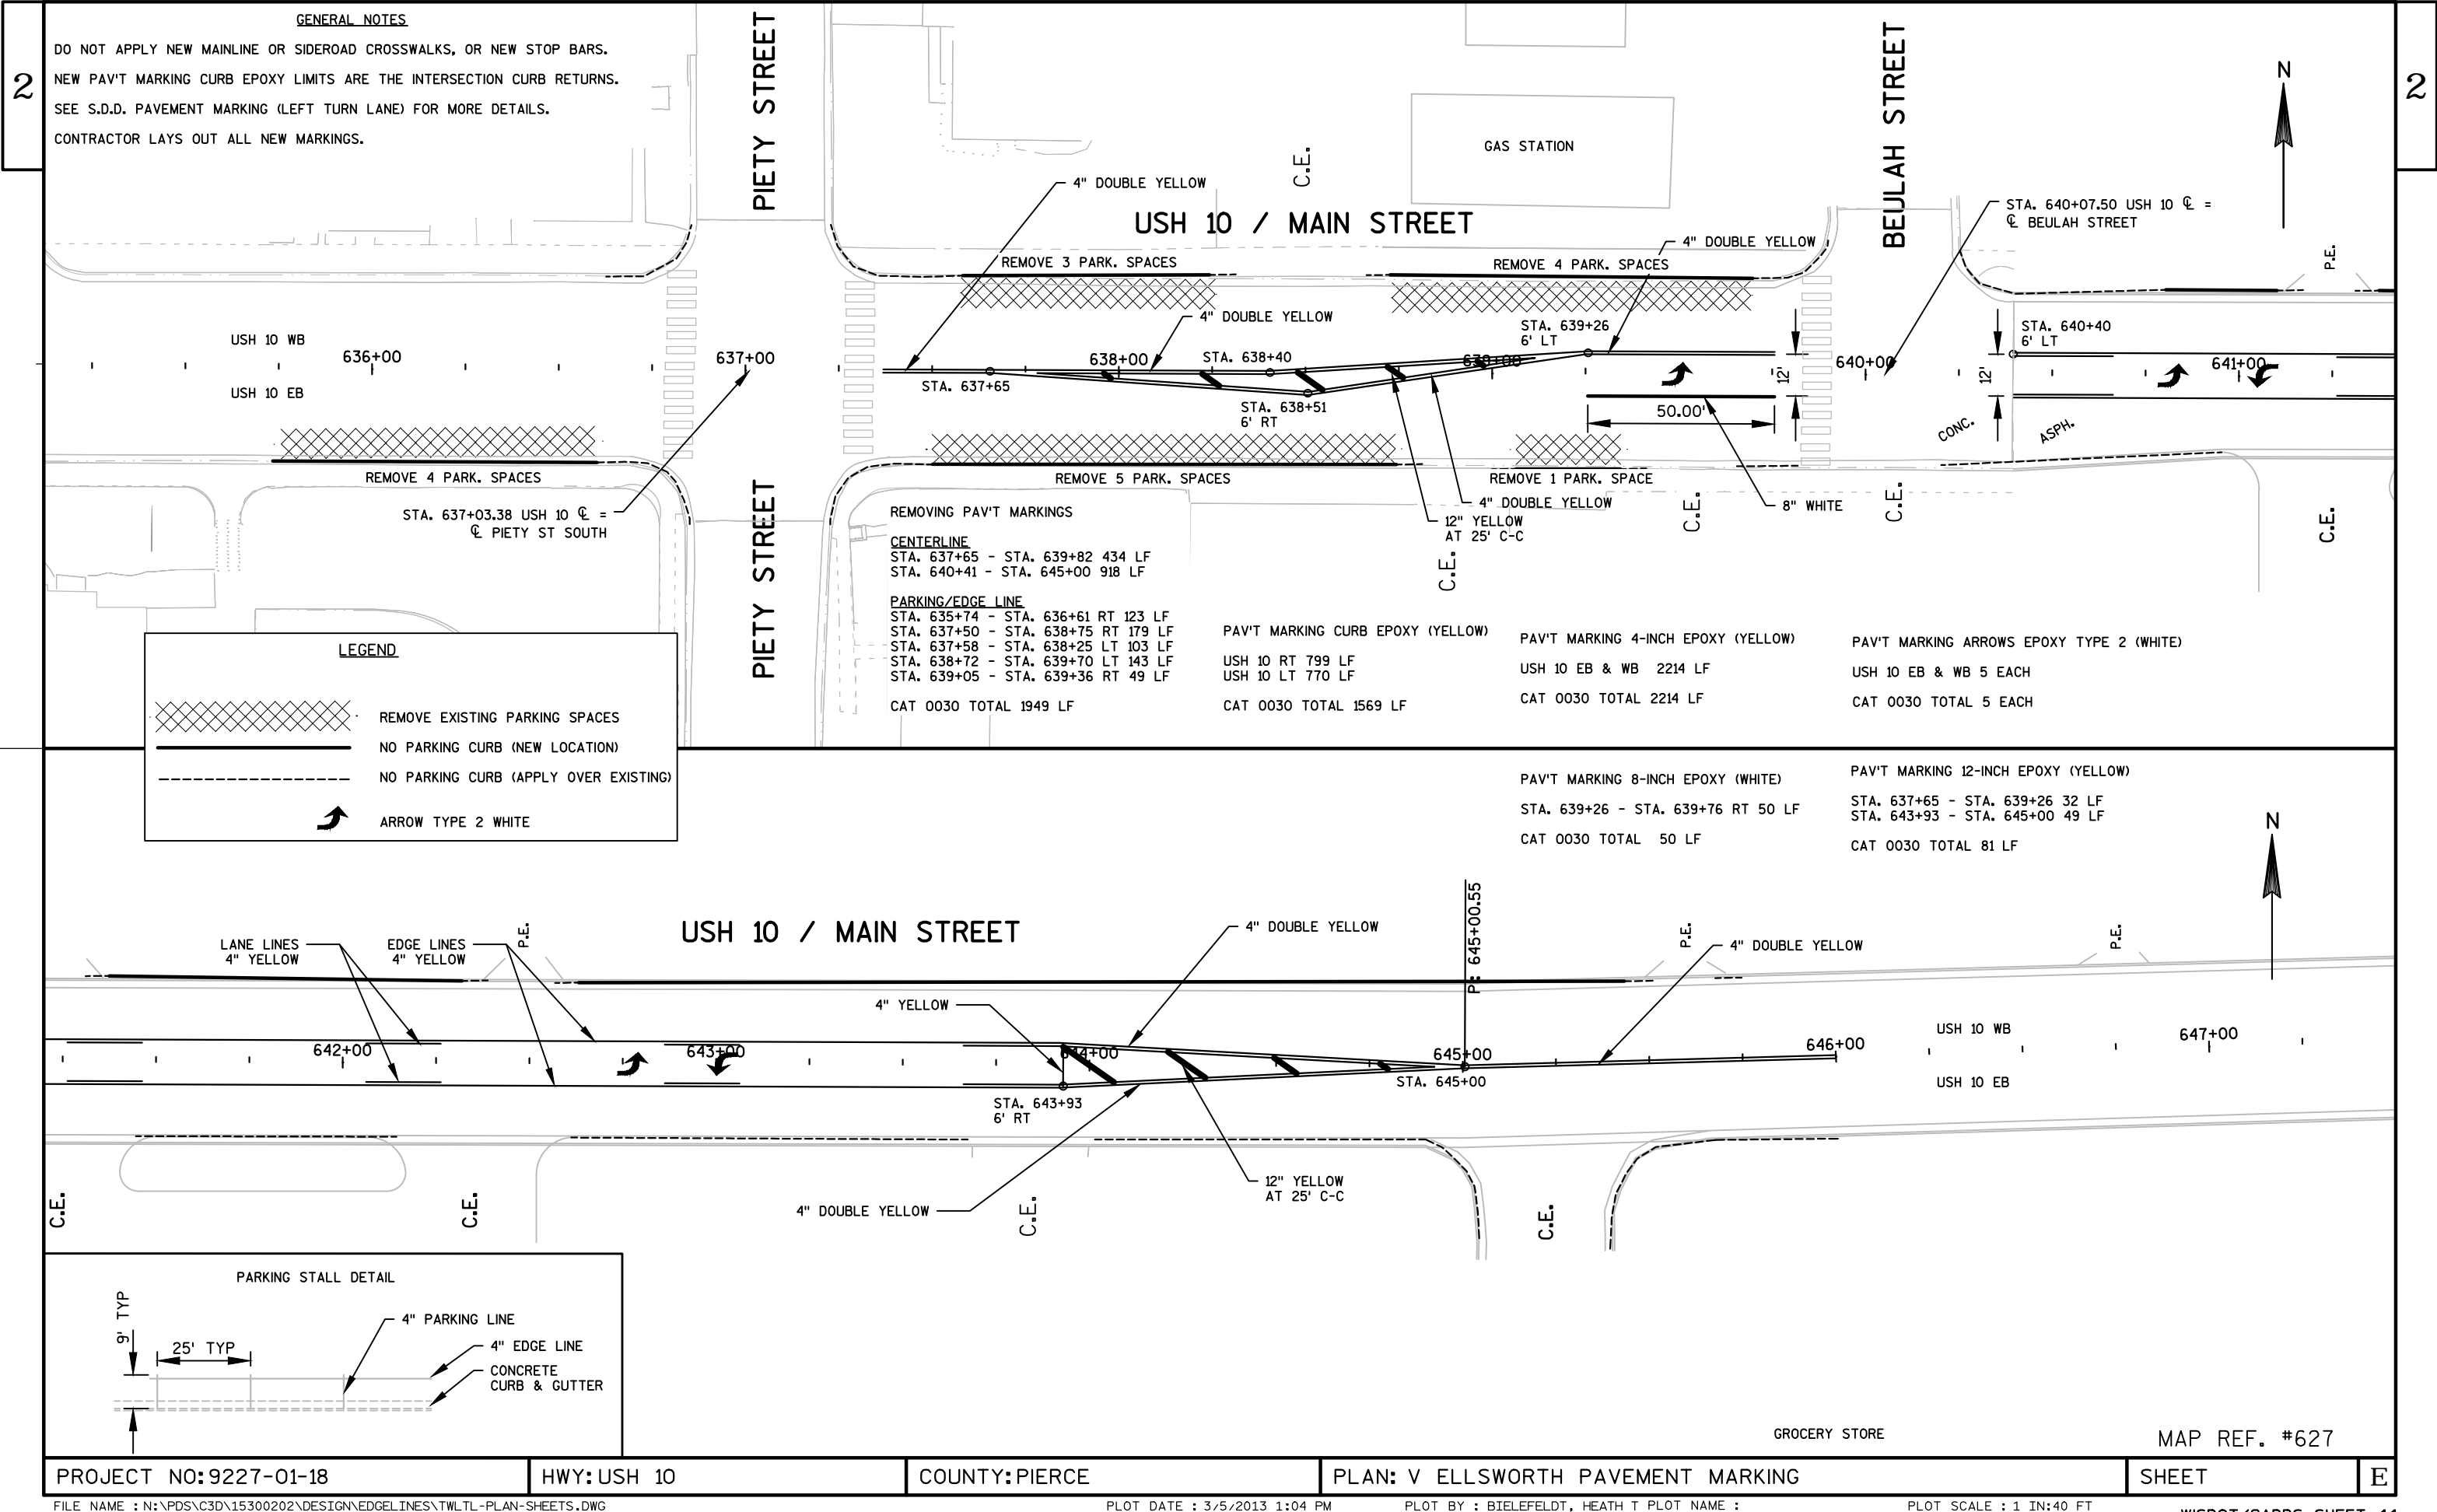 2
2
GENERAL NOTES
DO NOT APPLY NEW MAINLINE OR SIDEROAD CROSSWALKS, OR NEW STOP BARS.
NEW PAV'T MARKING CURB EPOXY LIMITS ARE THE INTERSECTION CURB RETURNS.
SEE S.D.D. PAVEMENT MARKING (LEFT TURN LANE) FOR MORE DETAILS.
CONTRACTOR LAYS OUT ALL NEW MARKINGS.
PIETY STREET
BEULAH STREET
N
GAS STATION
C.E.
4" DOUBLE YELLOW
USH 10 / MAIN STREET
STA. 640+07.50 USH 10 ℄ =
℄ BEULAH STREET
P.E.
4" DOUBLE YELLOW
REMOVE 3 PARK. SPACES
REMOVE 4 PARK. SPACES
4" DOUBLE YELLOW
STA. 639+26
6' LT
STA. 640+40
6' LT
USH 10 WB
636+00
637+00
638+00
STA. 638+40
639+00
640+00
641+00
STA. 637+65
12'
12'
USH 10 EB
STA. 638+51
6' RT
50.00'
CONC.
ASPH.
REMOVE 4 PARK. SPACES
REMOVE 5 PARK. SPACES
REMOVE 1 PARK. SPACE
STA. 637+03.38 USH 10 ℄ =
℄ PIETY ST SOUTH
PIETY STREET
4" DOUBLE YELLOW
12" YELLOW
AT 25' C-C
8" WHITE
C.E.
C.E.
C.E.
C.E.
REMOVING PAV'T MARKINGS
CENTERLINE
STA. 637+65 - STA. 639+82 434 LF
STA. 640+41 - STA. 645+00 918 LF
PARKING/EDGE LINE
STA. 635+74 - STA. 636+61 RT 123 LF
STA. 637+50 - STA. 638+75 RT 179 LF
STA. 637+58 - STA. 638+25 LT 103 LF
STA. 638+72 - STA. 639+70 LT 143 LF
STA. 639+05 - STA. 639+36 RT 49 LF
CAT 0030 TOTAL 1949 LF
PAV'T MARKING CURB EPOXY (YELLOW)
USH 10 RT 799 LF
USH 10 LT 770 LF
CAT 0030 TOTAL 1569 LF
PAV'T MARKING 4-INCH EPOXY (YELLOW)
USH 10 EB & WB 2214 LF
CAT 0030 TOTAL 2214 LF
PAV'T MARKING ARROWS EPOXY TYPE 2 (WHITE)
USH 10 EB & WB 5 EACH
CAT 0030 TOTAL 5 EACH
LEGEND
REMOVE EXISTING PARKING SPACES
NO PARKING CURB (NEW LOCATION)
NO PARKING CURB (APPLY OVER EXISTING)
ARROW TYPE 2 WHITE
PAV'T MARKING 8-INCH EPOXY (WHITE)
STA. 639+26 - STA. 639+76 RT 50 LF
CAT 0030 TOTAL 50 LF
PAV'T MARKING 12-INCH EPOXY (YELLOW)
STA. 637+65 - STA. 639+26 32 LF
STA. 643+93 - STA. 645+00 49 LF
CAT 0030 TOTAL 81 LF
N
LANE LINES
4" YELLOW
EDGE LINES
4" YELLOW
P.E.
USH 10 / MAIN STREET
4" DOUBLE YELLOW
P: 645+00.55
P.E.
4" DOUBLE YELLOW
P.E.
4" YELLOW
642+00
643+00
644+00
645+00
646+00
647+00
USH 10 WB
USH 10 EB
STA. 645+00
STA. 643+93
6' RT
12" YELLOW
AT 25' C-C
4" DOUBLE YELLOW
C.E.
C.E.
C.E.
C.E.
PARKING STALL DETAIL
9' TYP
25' TYP
4" PARKING LINE
4" EDGE LINE
CONCRETE
CURB & GUTTER
GROCERY STORE
MAP REF. #627
PROJECT NO: 9227-01-18
HWY: USH 10
COUNTY: PIERCE
PLAN: V ELLSWORTH PAVEMENT MARKING
SHEET
E
FILE NAME : N:\PDS\C3D\15300202\DESIGN\EDGELINES\TWLTL-PLAN-SHEETS.DWG
PLOT DATE : 3/5/2013 1:04 PM
PLOT BY : BIELEFELDT, HEATH T
PLOT NAME :
PLOT SCALE : 1 IN:40 FT